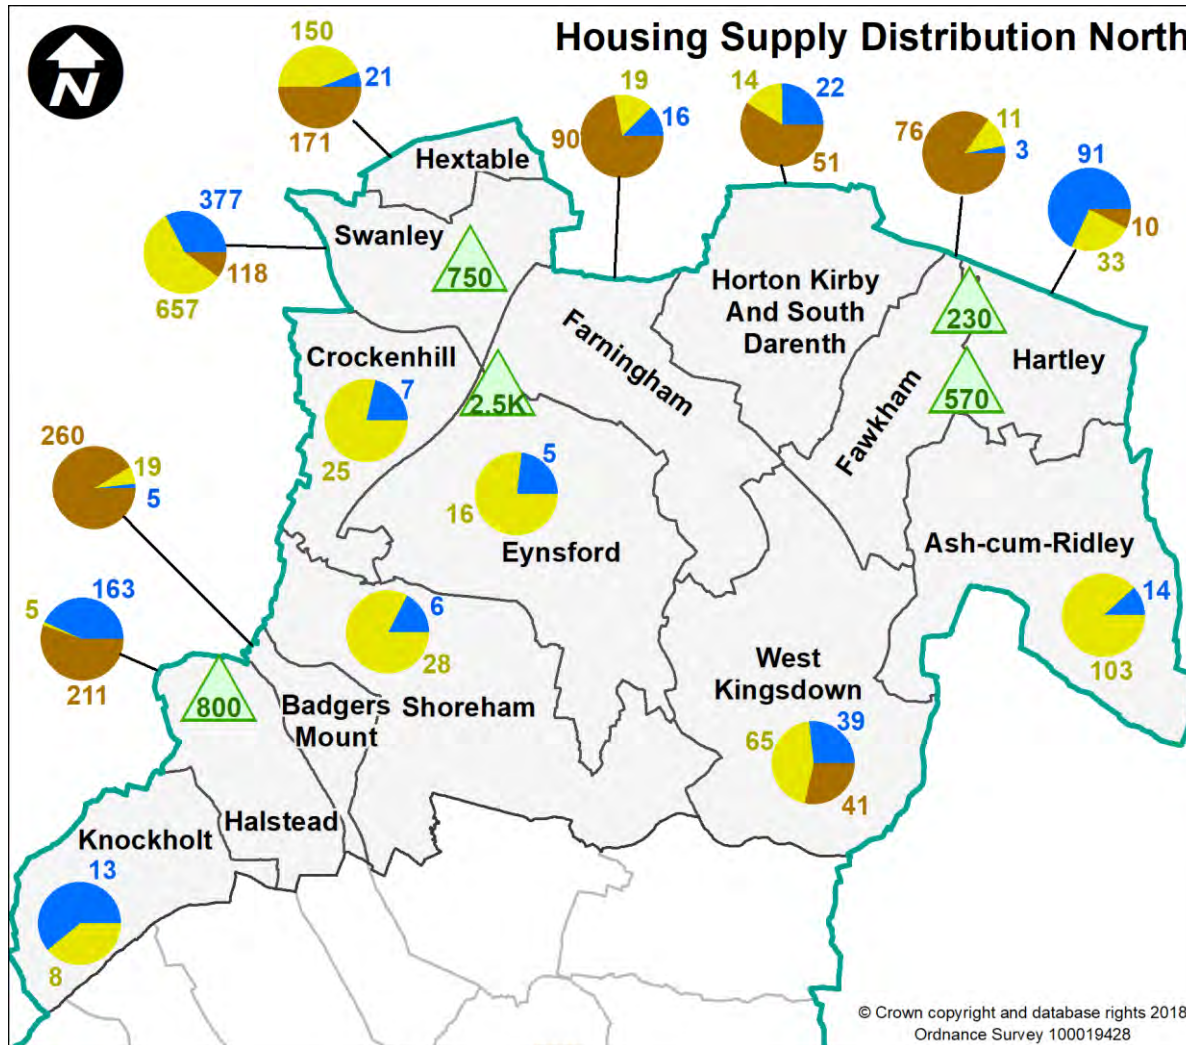 Housing Supply Distribution North
N
150
21
171
19
16
90
14
22
51
76
11
3
91
10
33
Hextable
377
118
657
Swanley
750
Horton Kirby
And South
Darenth
230
Hartley
570
Farningham
Fawkham
Crockenhill
7
25
2.5K
260
19
5
5
16
Eynsford
Ash-cum-Ridley
14
103
5
163
211
6
28
800
Badgers
Mount
Shoreham
West
Kingsdown
65
39
41
Halstead
Knockholt
13
8
© Crown copyright and database rights 2018
Ordnance Survey 100019428